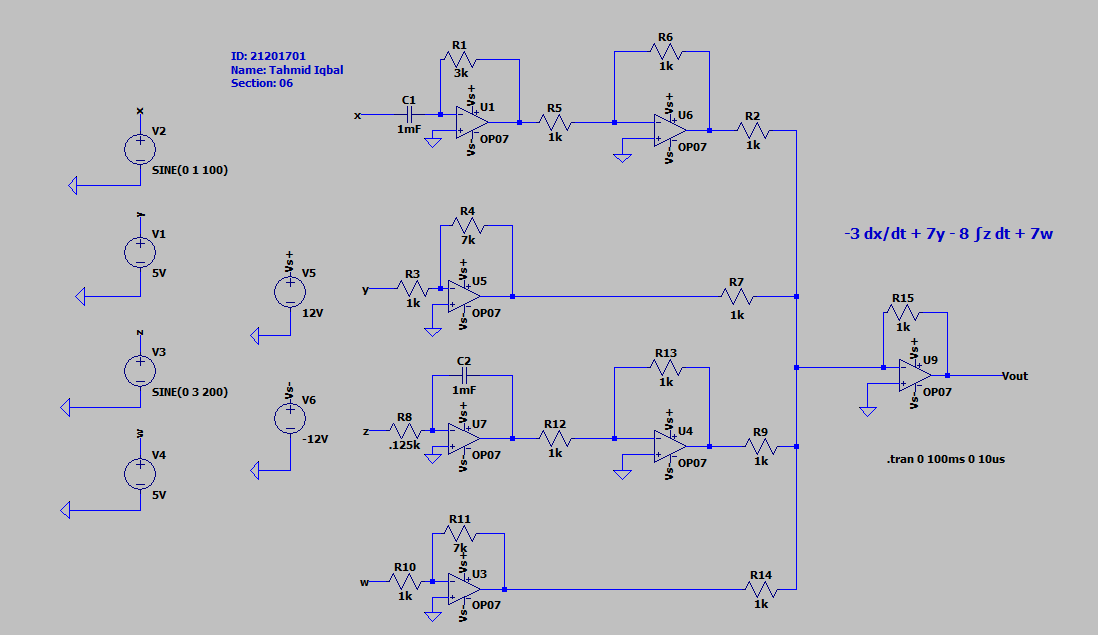 ID: 21201701
Name: Tahmid Iqbal
Section: 06
x
V2
SINE(0 1 100)
y
V1
5V
z
V3
SINE(0 3 200)
w
V4
5V
Vs+
V5
12V
Vs-
V6
-12V
x
C1
1mF
R1
3k
Vs+
U1
OP07
Vs-
R5
1k
R6
1k
Vs+
U6
OP07
Vs-
R2
1k
y
R3
1k
R4
7k
Vs+
U5
OP07
Vs-
R7
1k
z
R8
.125k
C2
1mF
Vs+
U7
OP07
Vs-
R12
1k
R13
1k
Vs+
U4
OP07
Vs-
R9
1k
w
R10
1k
R11
7k
Vs+
U3
OP07
Vs-
R14
1k
-3 dx/dt + 7y - 8 ∫z dt + 7w
R15
1k
Vs+
U9
OP07
Vs-
Vout
.tran 0 100ms 0 10us